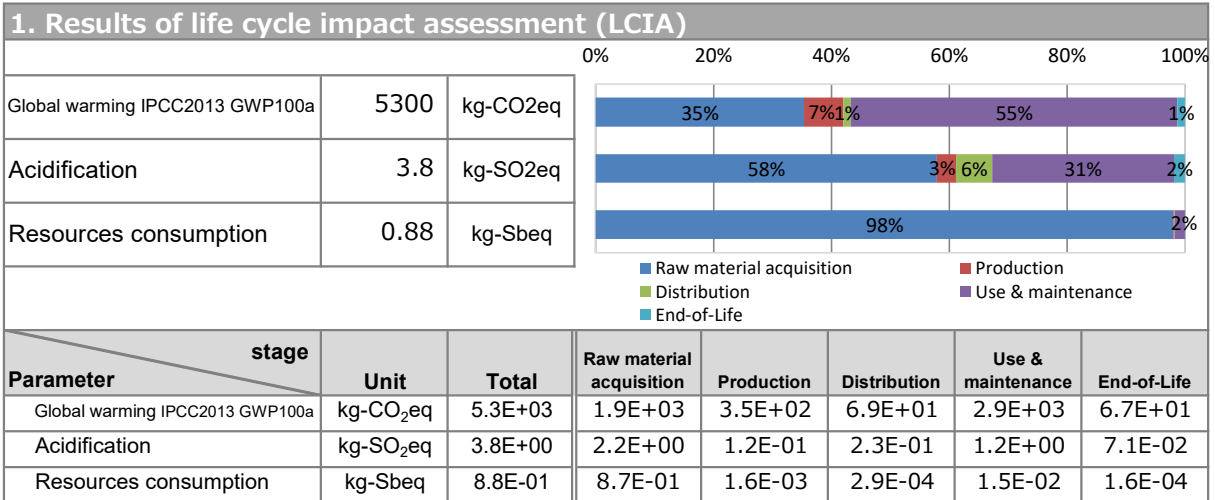 1. Results of life cycle impact assessment (LCIA)
0% 20% 40% 60% 80% 100%
Global warming IPCC2013 GWP100a 5300 kg-CO2eq 35% 7% 1% 55% 1%
Acidification 3.8 kg-SO2eq 58% 3% 6% 31% 2%
Resources consumption 0.88 kg-Sbeq 98% 2%
Raw material acquisition Production
Distribution Use & maintenance
End-of-Life
stage
Parameter Unit Total Raw material acquisition Production Distribution Use & maintenance End-of-Life
Global warming IPCC2013 GWP100a kg-CO₂eq 5.3E+03 1.9E+03 3.5E+02 6.9E+01 2.9E+03 6.7E+01
Acidification kg-SO₂eq 3.8E+00 2.2E+00 1.2E-01 2.3E-01 1.2E+00 7.1E-02
Resources consumption kg-Sbeq 8.8E-01 8.7E-01 1.6E-03 2.9E-04 1.5E-02 1.6E-04